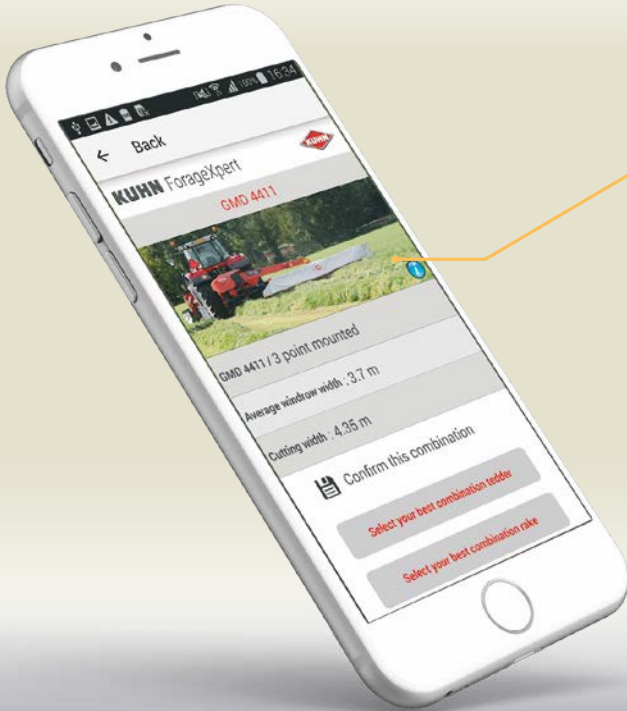 100% 16:34
← Back
KUHN
KUHN ForageXpert
GMD 4411
i
GMD 4411 / 3 point mounted
Average windrow width : 3.7 m
Cutting width : 4.35 m
Confirm this combination
Select your best combination tedder
Select your best combination rake